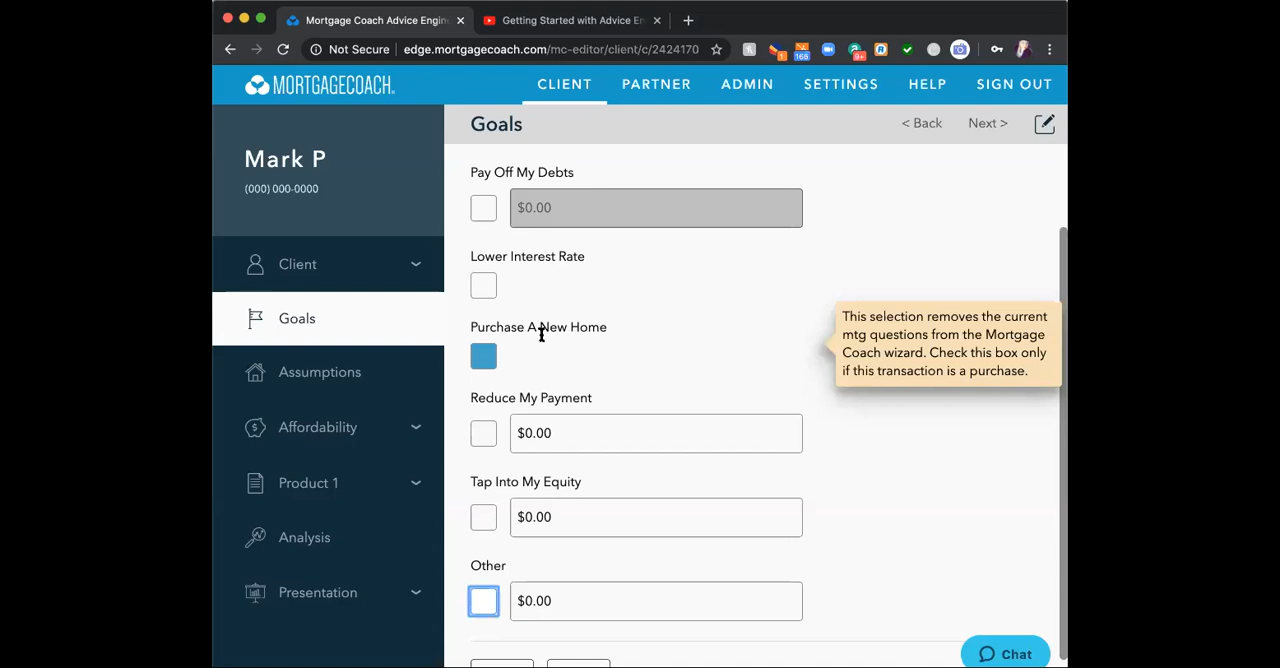 Mortgage Coach Advice Engin
Getting Started with Advice En
Not Secure
edge.mortgagecoach.com/mc-editor/client/c/2424170
1
166
9+
MORTGAGECOACH.
CLIENT
PARTNER
ADMIN
SETTINGS
HELP
SIGN OUT
Mark P
(000) 000-0000
Client
Goals
Assumptions
Affordability
Product 1
Analysis
Presentation
Goals
< Back
Next >
Pay Off My Debts
$0.00
Lower Interest Rate
Purchase A New Home
This selection removes the current
mtg questions from the Mortgage
Coach wizard. Check this box only
if this transaction is a purchase.
Reduce My Payment
$0.00
Tap Into My Equity
$0.00
Other
$0.00
Chat